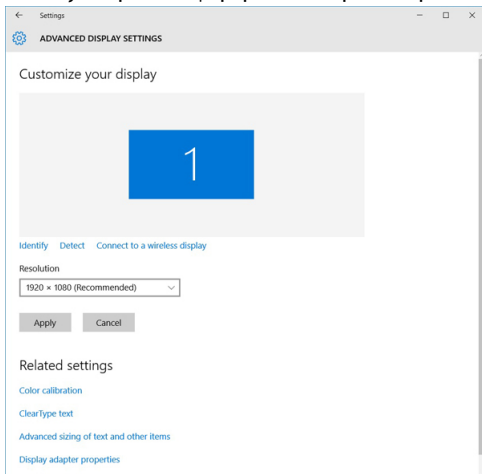 Settings
ADVANCED DISPLAY SETTINGS
Customize your display
1
Identify Detect Connect to a wireless display
Resolution
1920 × 1080 (Recommended)
Apply Cancel
Related settings
Color calibration
ClearType text
Advanced sizing of text and other items
Display adapter properties